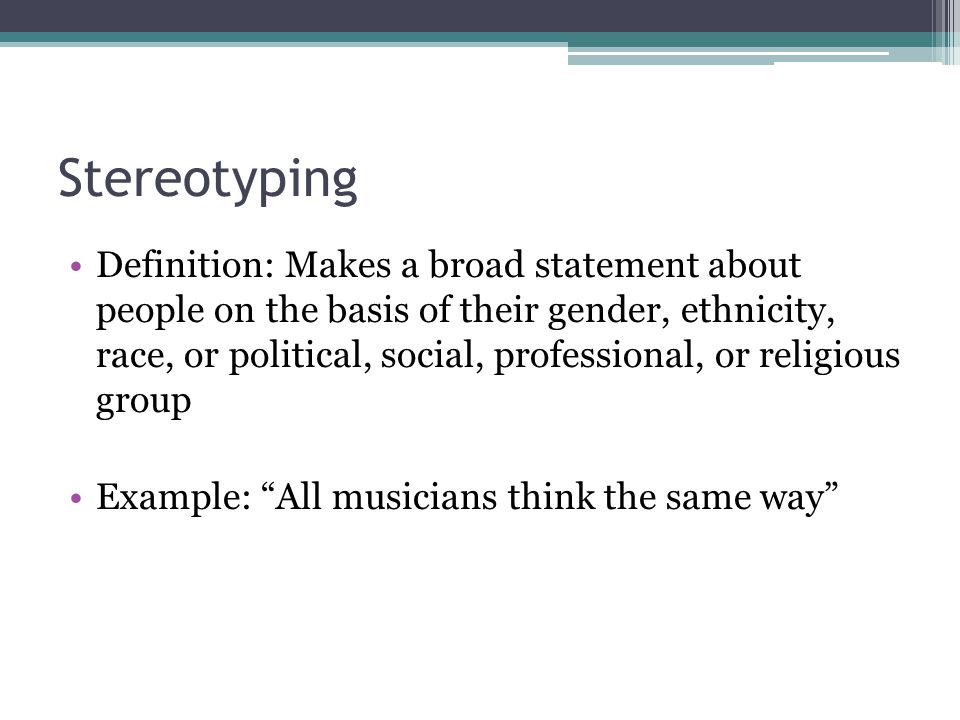 Stereotyping
• Definition: Makes a broad statement about
people on the basis of their gender, ethnicity,
race, or political, social, professional, or religious
group
• Example: “All musicians think the same way”